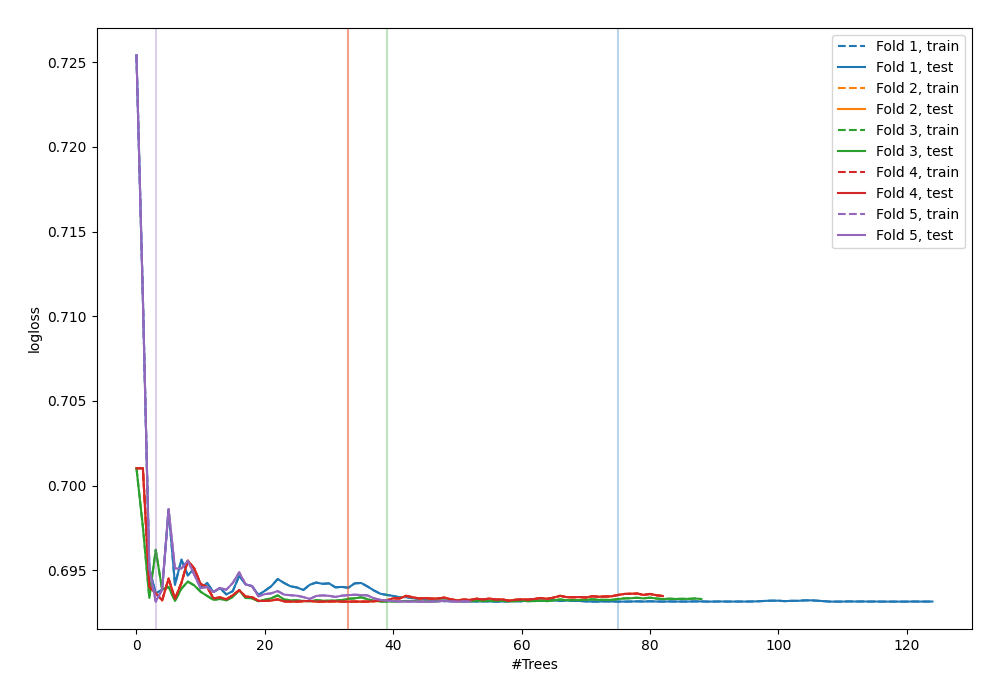 0.725
0.720
0.715
0.710
0.705
0.700
0.695
logloss
0
20
40
60
80
100
120
#Trees
Fold 1, train
Fold 1, test
Fold 2, train
Fold 2, test
Fold 3, train
Fold 3, test
Fold 4, train
Fold 4, test
Fold 5, train
Fold 5, test